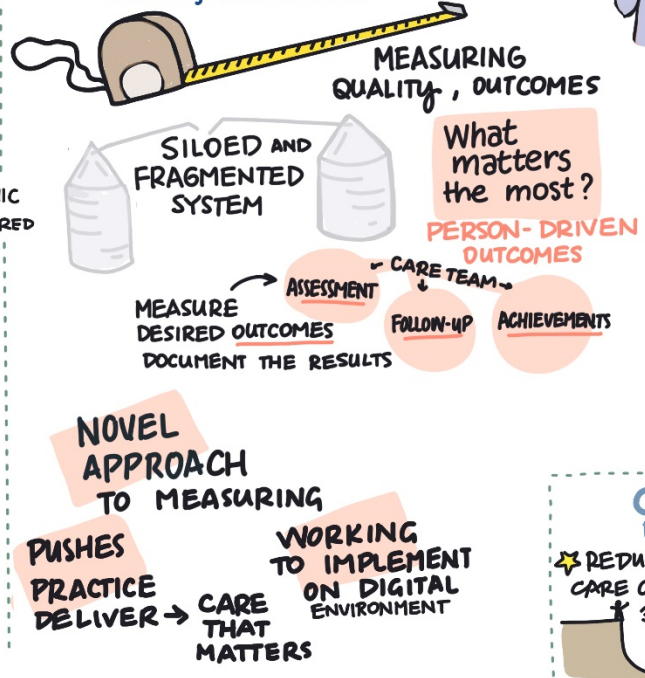 MEASURING
QUALITY, OUTCOMES
SILOED AND
FRAGMENTED
SYSTEM
What
matters
the most?
PERSON-DRIVEN
OUTCOMES
CARE TEAM
ASSESSMENT
FOLLOW-UP
ACHIEVEMENTS
MEASURE
DESIRED OUTCOMES
DOCUMENT THE RESULTS
NOVEL
APPROACH
TO MEASURING
PUSHES
PRACTICE
DELIVER
CARE
THAT
MATTERS
WORKING
TO IMPLEMENT
ON DIGITAL
ENVIRONMENT
CARE